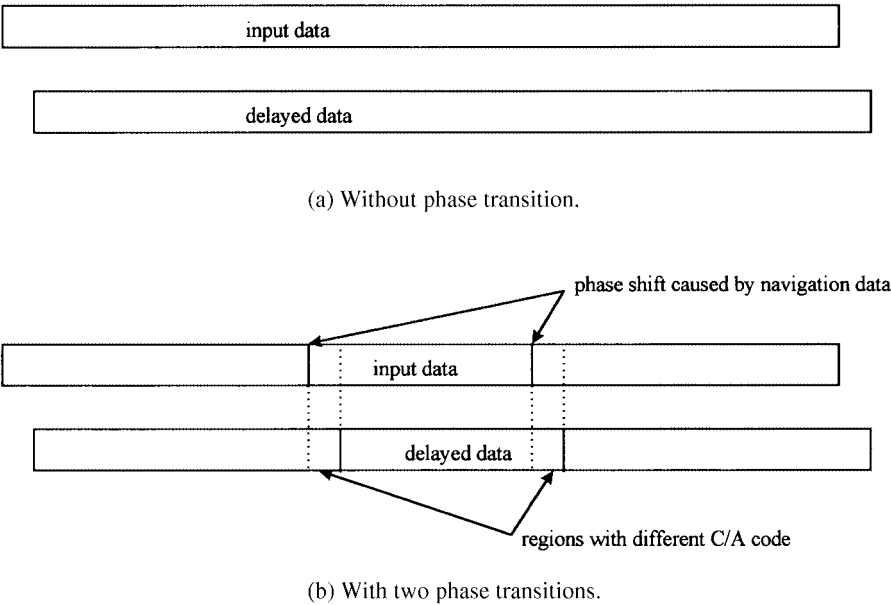 input data
delayed data
(a) Without phase transition.
phase shift caused by navigation data
input data
delayed data
regions with different C/A code
(b) With two phase transitions.